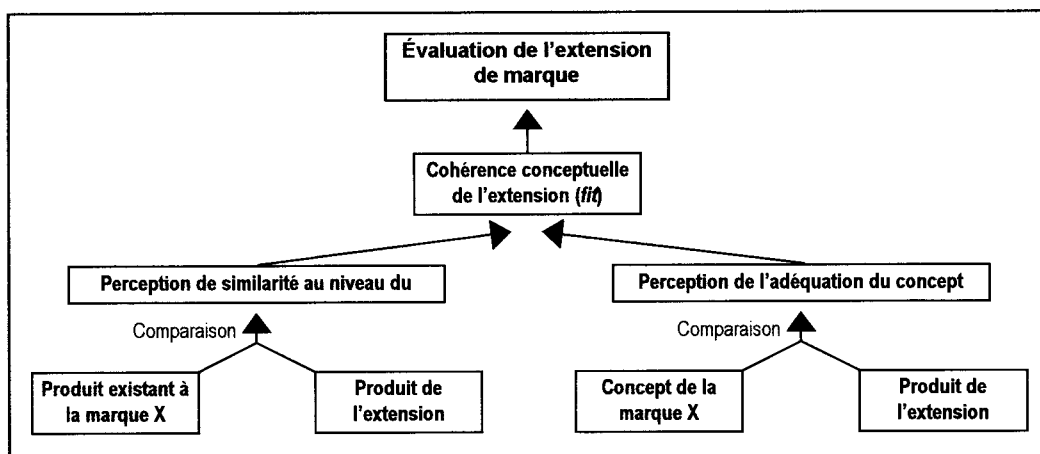 Évaluation de l'extension
de marque
Cohérence conceptuelle
de l'extension (fit)
Perception de similarité au niveau du
Perception de l'adéquation du concept
Comparaison
Comparaison
Produit existant à
la marque X
Produit de
l'extension
Concept de la
marque X
Produit de
l'extension